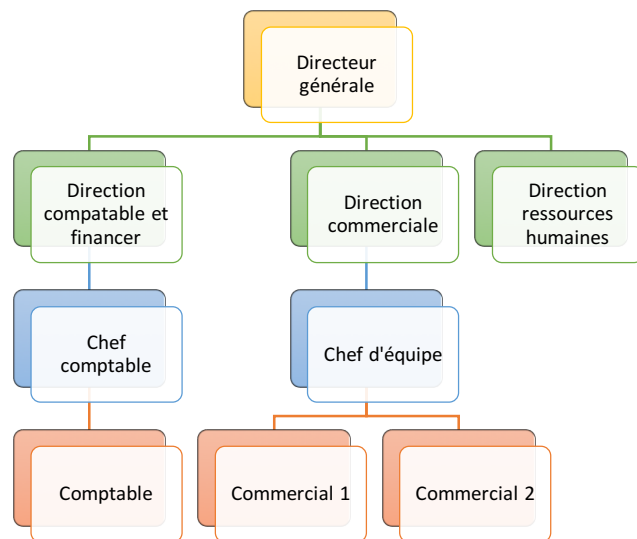 Directeur
générale
Direction
compatable et
financer
Direction
commerciale
Direction
ressources
humaines
Chef
comptable
Chef d'équipe
Comptable
Commercial 1
Commercial 2